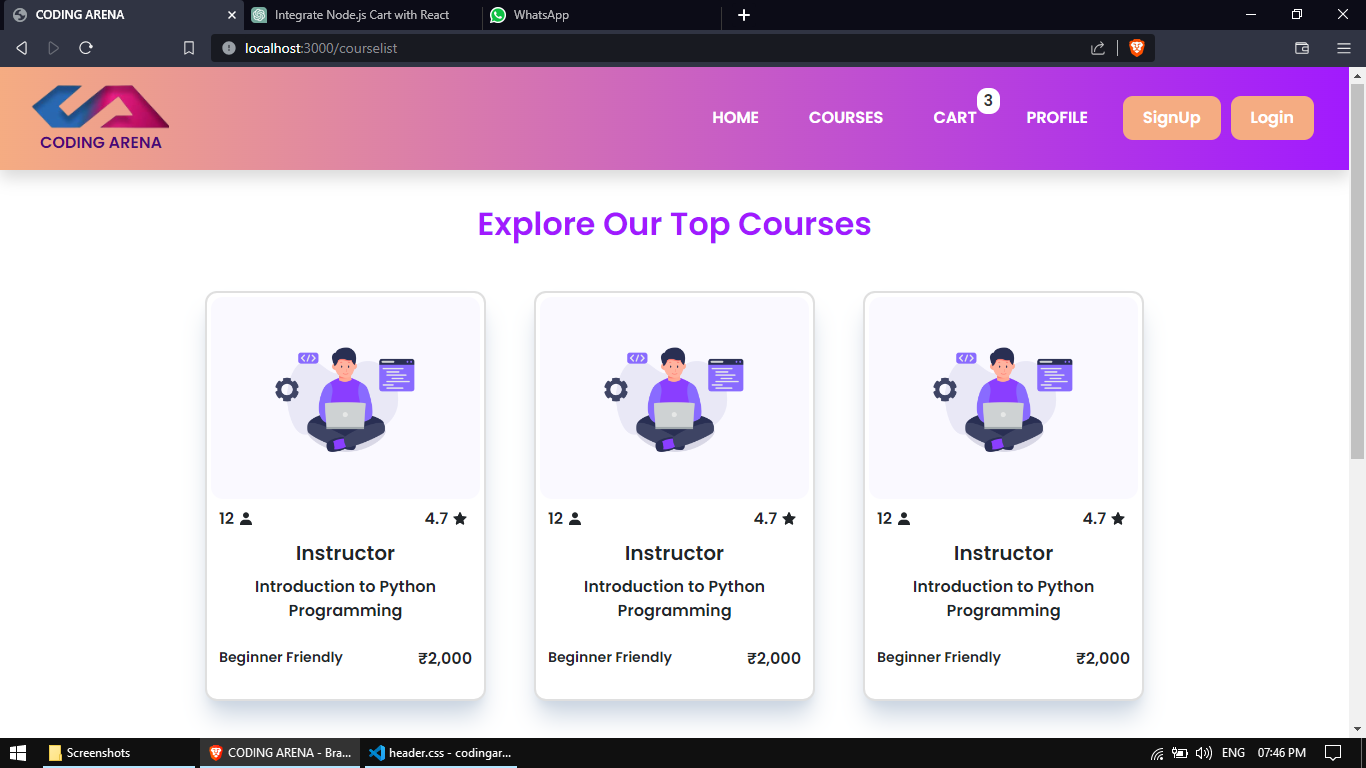 CODING ARENA
Integrate Node.js Cart with React
WhatsApp
localhost:3000/courselist
CODING ARENA
HOME
COURSES
CART
3
PROFILE
SignUp
Login
Explore Our Top Courses
12
4.7
Instructor
Introduction to Python
Programming
Beginner Friendly
₹2,000
12
4.7
Instructor
Introduction to Python
Programming
Beginner Friendly
₹2,000
12
4.7
Instructor
Introduction to Python
Programming
Beginner Friendly
₹2,000
Screenshots
CODING ARENA - Bra...
header.css - codingar...
ENG
07:46 PM